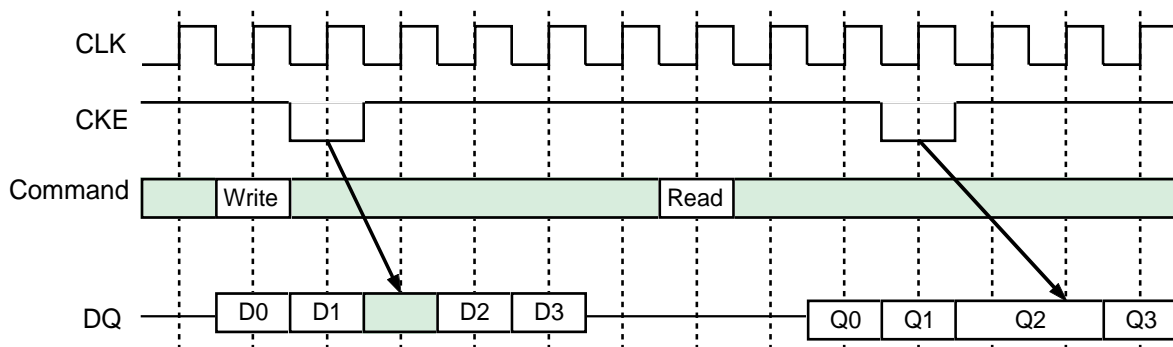 CLK
CKE
Command Write Read
DQ D0 D1 D2 D3 Q0 Q1 Q2 Q3